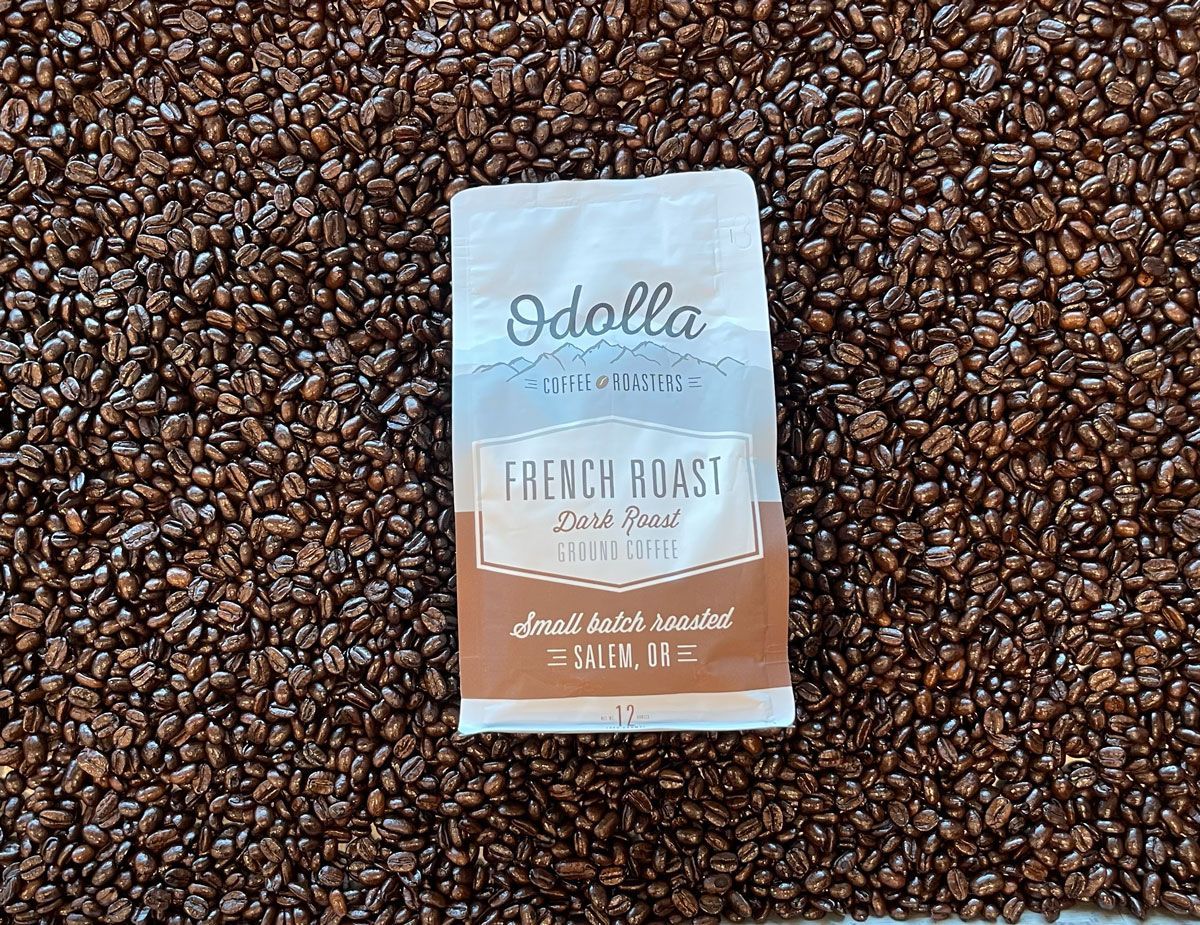 Odolla
COFFEE ROASTERS
FRENCH ROAST
Dark Roast
GROUND COFFEE
Small batch roasted
SALEM, OR
12